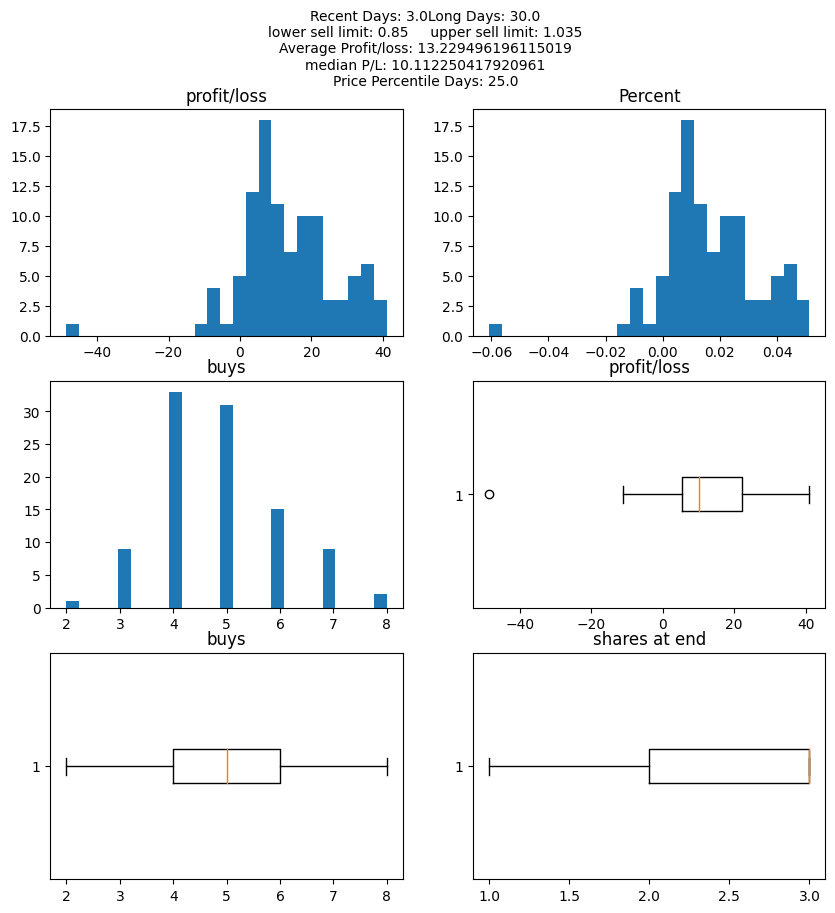 Recent Days: 3.0Long Days: 30.0
lower sell limit: 0.85     upper sell limit: 1.035
Average Profit/loss: 13.229496196115019
median P/L: 10.112250417920961
Price Percentile Days: 25.0
profit/loss
17.5
15.0
12.5
10.0
7.5
5.0
2.5
0.0
−40 −20 0 20 40
Percent
17.5
15.0
12.5
10.0
7.5
5.0
2.5
0.0
−0.06 −0.04 −0.02 0.00 0.02 0.04
buys
30
25
20
15
10
5
0
2 3 4 5 6 7 8
profit/loss
1
−40 −20 0 20 40
buys
1
2 3 4 5 6 7 8
shares at end
1
1.0 1.5 2.0 2.5 3.0